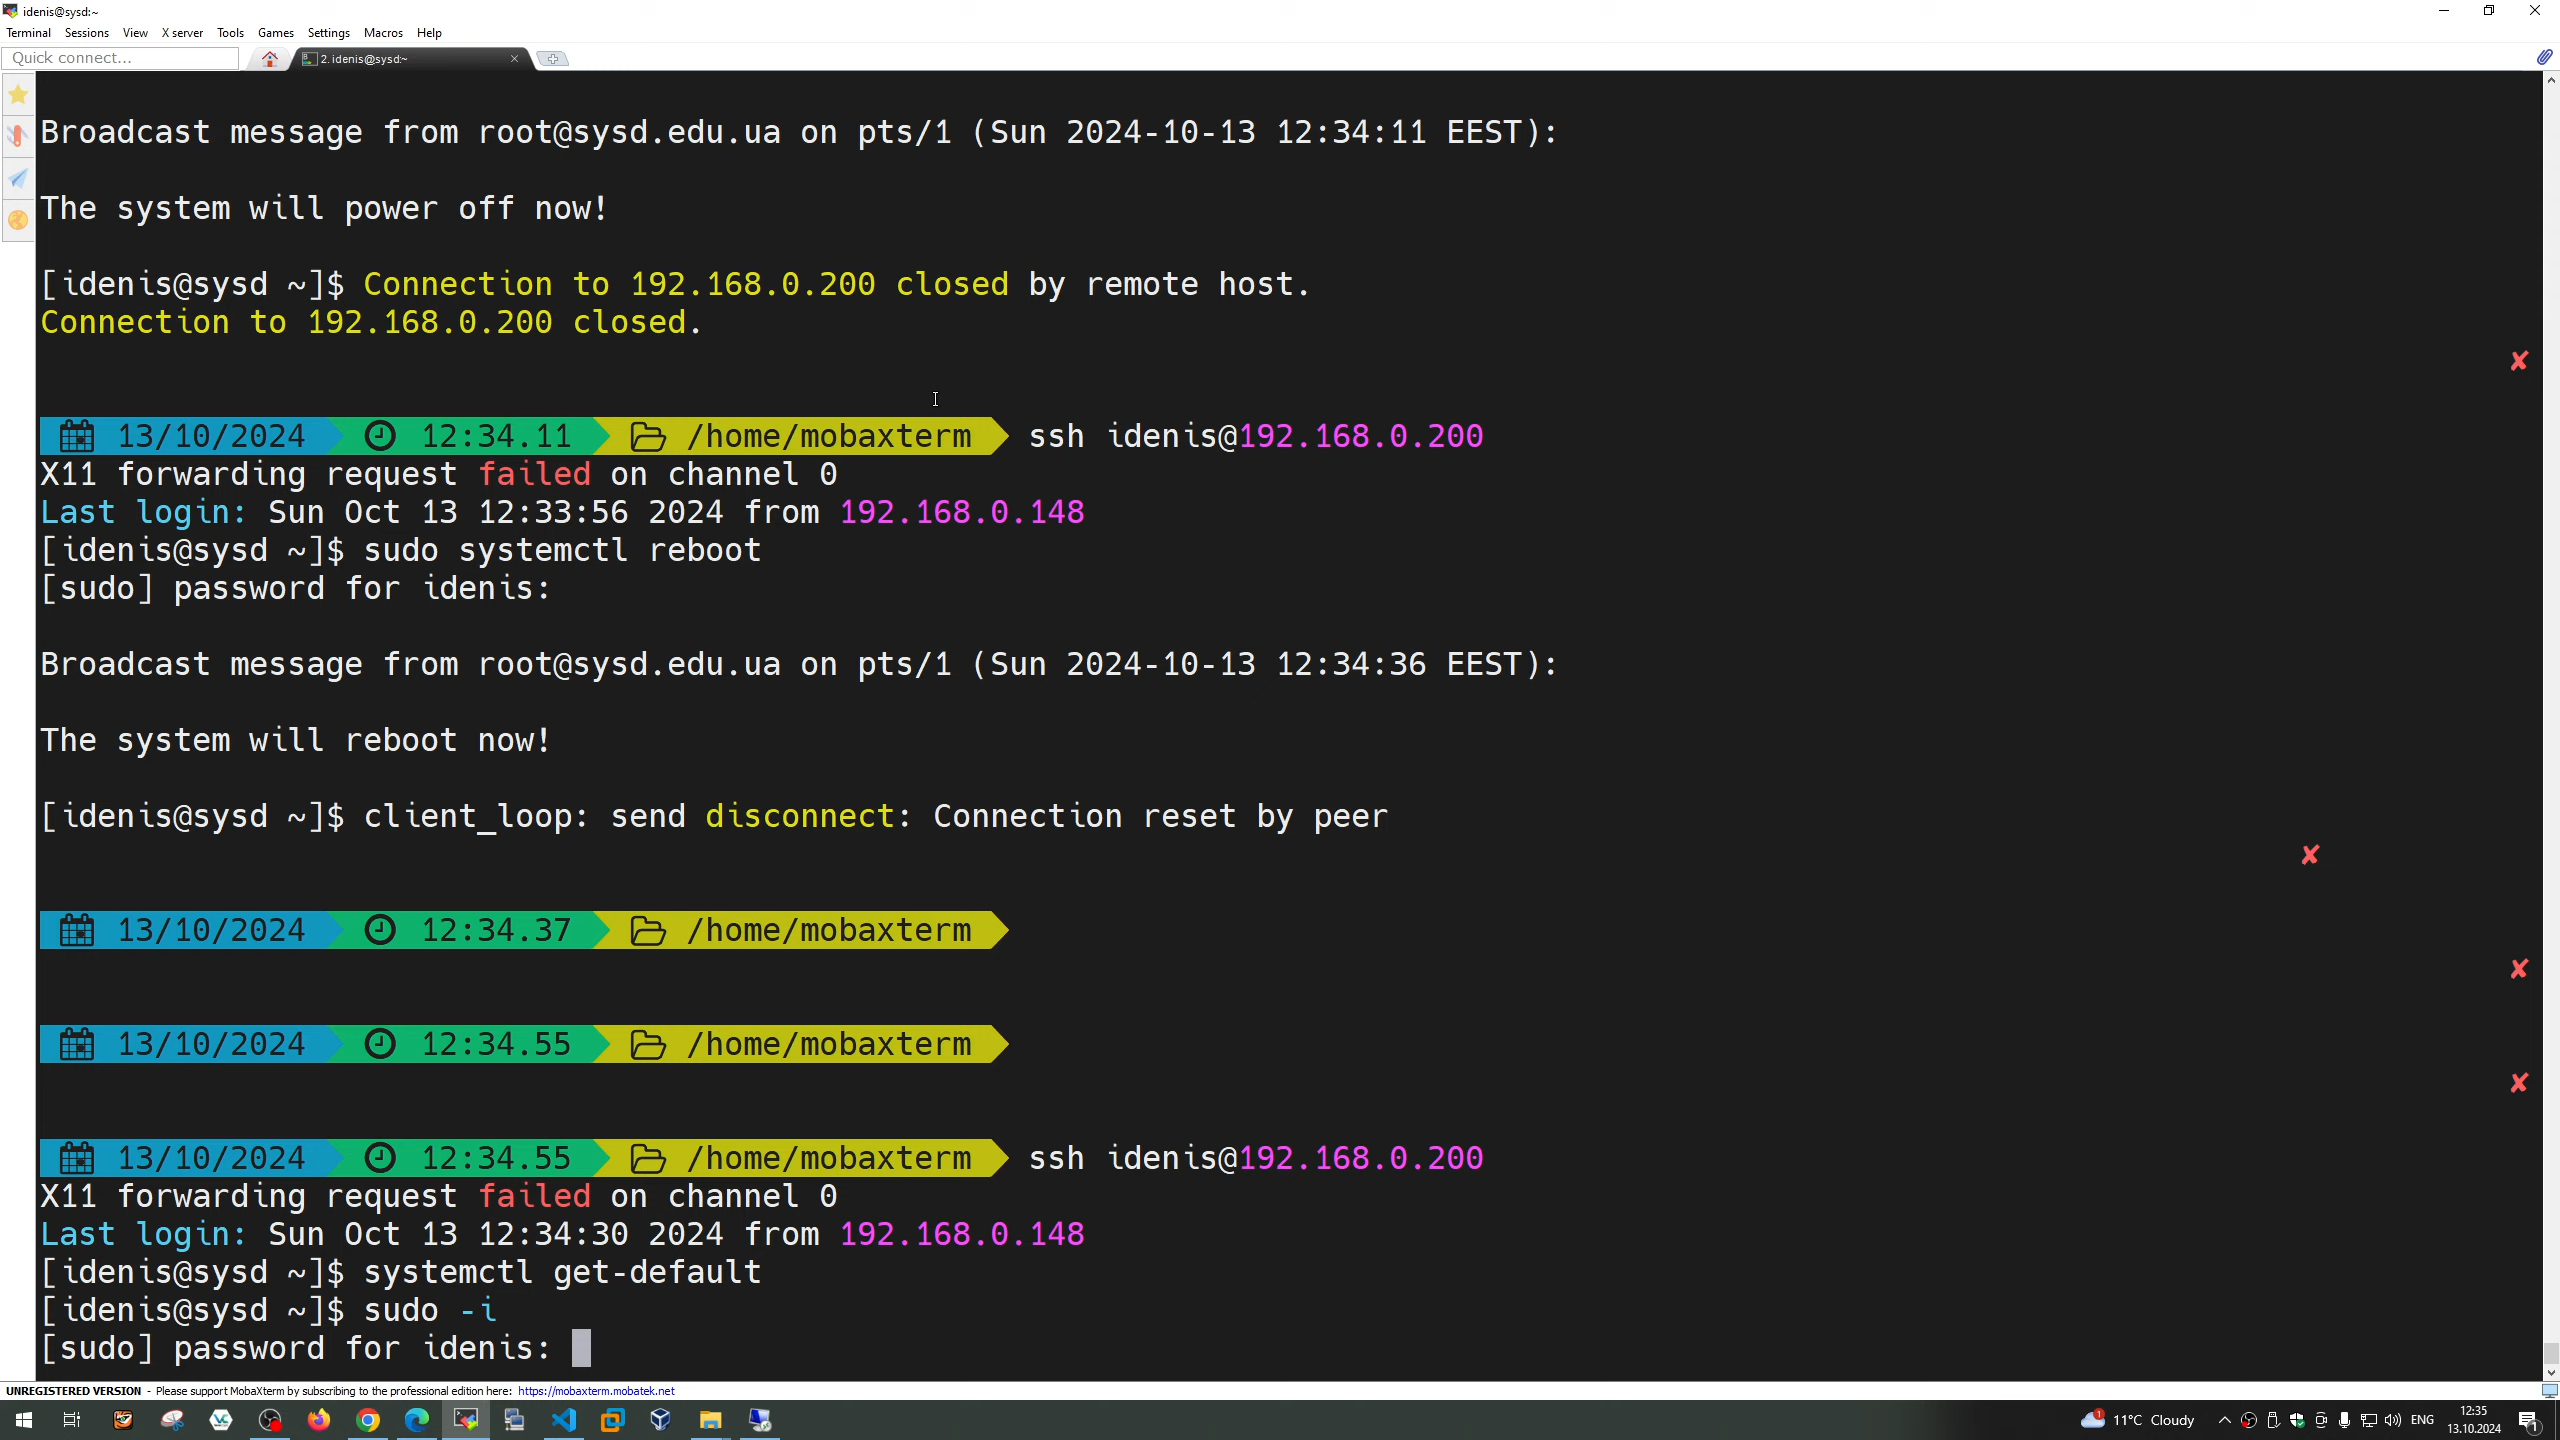 idenis@sysd:~
Terminal Sessions View X server Tools Games Settings Macros Help
Quick connect... 2. idenis@sysd:~
Broadcast message from root@sysd.edu.ua on pts/1 (Sun 2024-10-13 12:34:11 EEST):
The system will power off now!
[idenis@sysd ~]$ Connection to 192.168.0.200 closed by remote host.
Connection to 192.168.0.200 closed.
13/10/2024 12:34.11 /home/mobaxterm ssh idenis@192.168.0.200
X11 forwarding request failed on channel 0
Last login: Sun Oct 13 12:33:56 2024 from 192.168.0.148
[idenis@sysd ~]$ sudo systemctl reboot
[sudo] password for idenis:
Broadcast message from root@sysd.edu.ua on pts/1 (Sun 2024-10-13 12:34:36 EEST):
The system will reboot now!
[idenis@sysd ~]$ client_loop: send disconnect: Connection reset by peer
13/10/2024 12:34.37 /home/mobaxterm
13/10/2024 12:34.55 /home/mobaxterm
13/10/2024 12:34.55 /home/mobaxterm ssh idenis@192.168.0.200
X11 forwarding request failed on channel 0
Last login: Sun Oct 13 12:34:30 2024 from 192.168.0.148
[idenis@sysd ~]$ systemctl get-default
[idenis@sysd ~]$ sudo -i
[sudo] password for idenis:
UNREGISTERED VERSION - Please support MobaXterm by subscribing to the professional edition here: https://mobaxterm.mobatek.net
1 11°C Cloudy ENG 12:35 1
13.10.2024